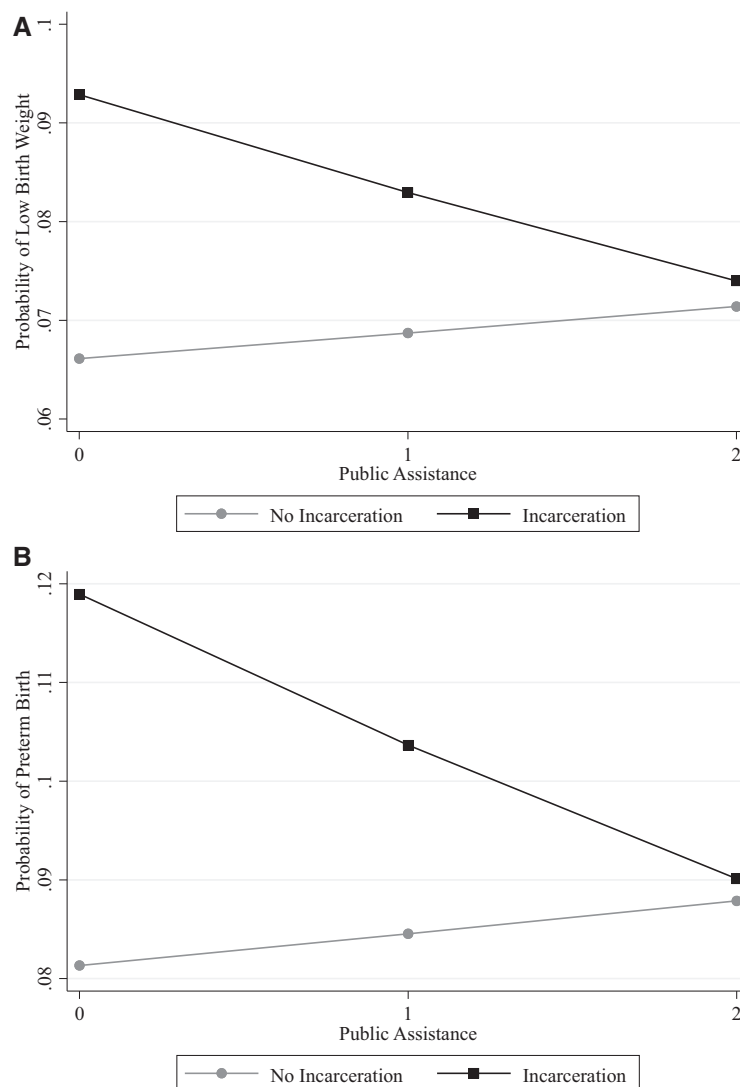 A
Probability of Low Birth Weight
.1
.09
.08
.07
.06
0 1 2
Public Assistance
No Incarceration Incarceration
B
Probability of Preterm Birth
.12
.11
.1
.09
.08
0 1 2
Public Assistance
No Incarceration Incarceration